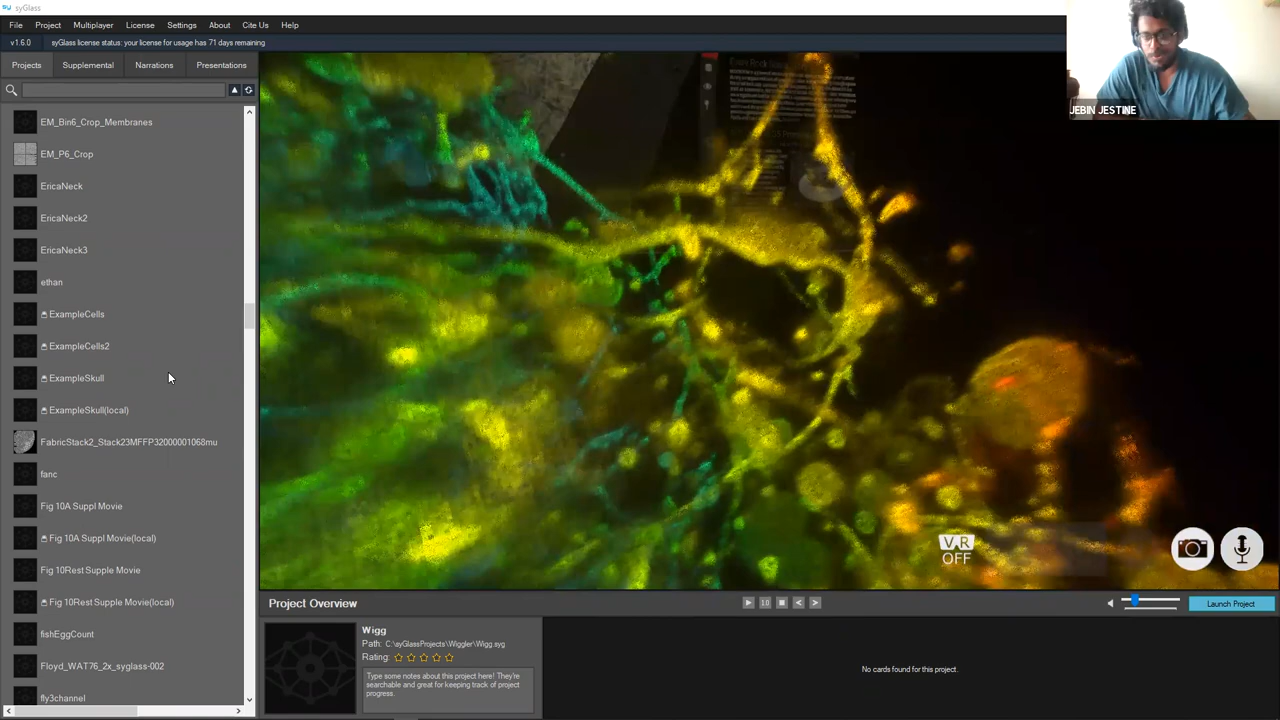 syGlass
File Project Multiplayer License Settings About Cite Us Help
v1.6.0 syGlass license status: your license for usage has 71 days remaining
JEBIN JESTINE
Projects Supplemental Narrations Presentations
EM_Bin6_Crop_Membranes
EM_P6_Crop
EricaNeck
EricaNeck2
EricaNeck3
ethan
ExampleCells
ExampleCells2
ExampleSkull
ExampleSkull(local)
FabricStack2_Stack23MFFP32000001068mu
fanc
Fig 10A Suppl Movie
Fig 10A Suppl Movie(local)
Fig 10Rest Supple Movie
Fig 10Rest Supple Movie(local)
fishEggCount
Floyd_WAT76_2x_syglass-002
fly3channel
VR
OFF
Project Overview
1.0
Launch Project
Wigg
Path: C:\syGlassProjects\Wiggler\Wigg.syg
Rating:
Type some notes about this project here! They're
searchable and great for keeping track of project
progress.
No cards found for this project.